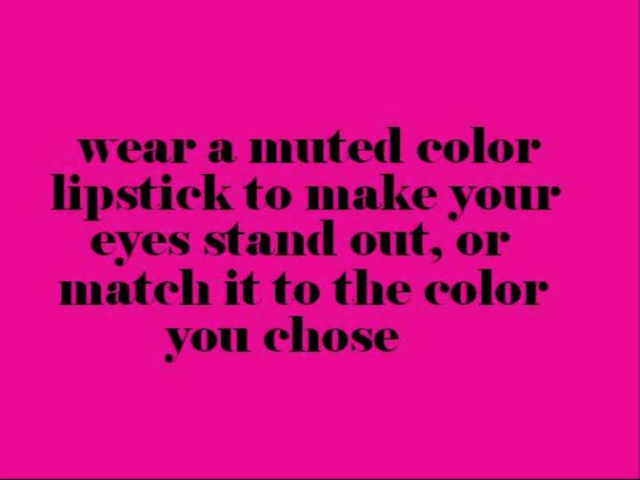 wear a muted color
lipstick to make your
eyes stand out, or
match it to the color
you chose